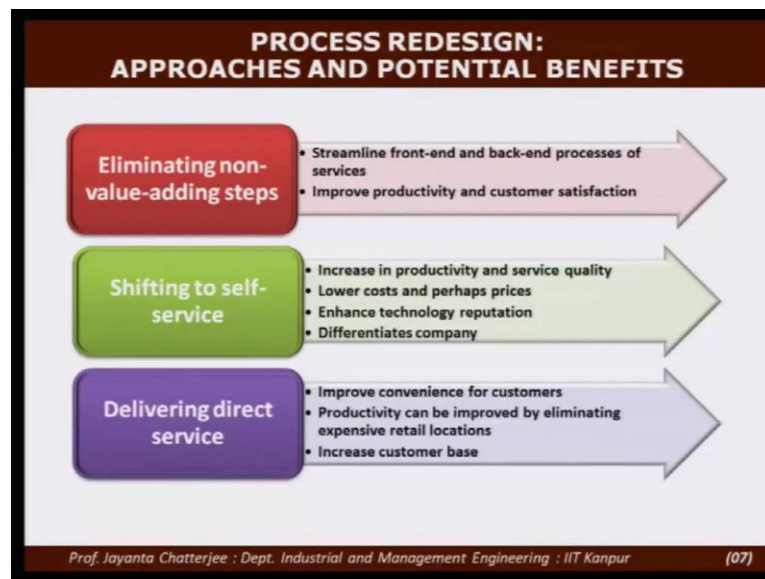 PROCESS REDESIGN:
APPROACHES AND POTENTIAL BENEFITS
Eliminating non-
value-adding steps
• Streamline front-end and back-end processes of
services
• Improve productivity and customer satisfaction
Shifting to self-
service
• Increase in productivity and service quality
• Lower costs and perhaps prices
• Enhance technology reputation
• Differentiates company
Delivering direct
service
• Improve convenience for customers
• Productivity can be improved by eliminating
expensive retail locations
• Increase customer base
Prof. Jayanta Chatterjee : Dept. Industrial and Management Engineering : IIT Kanpur (07)